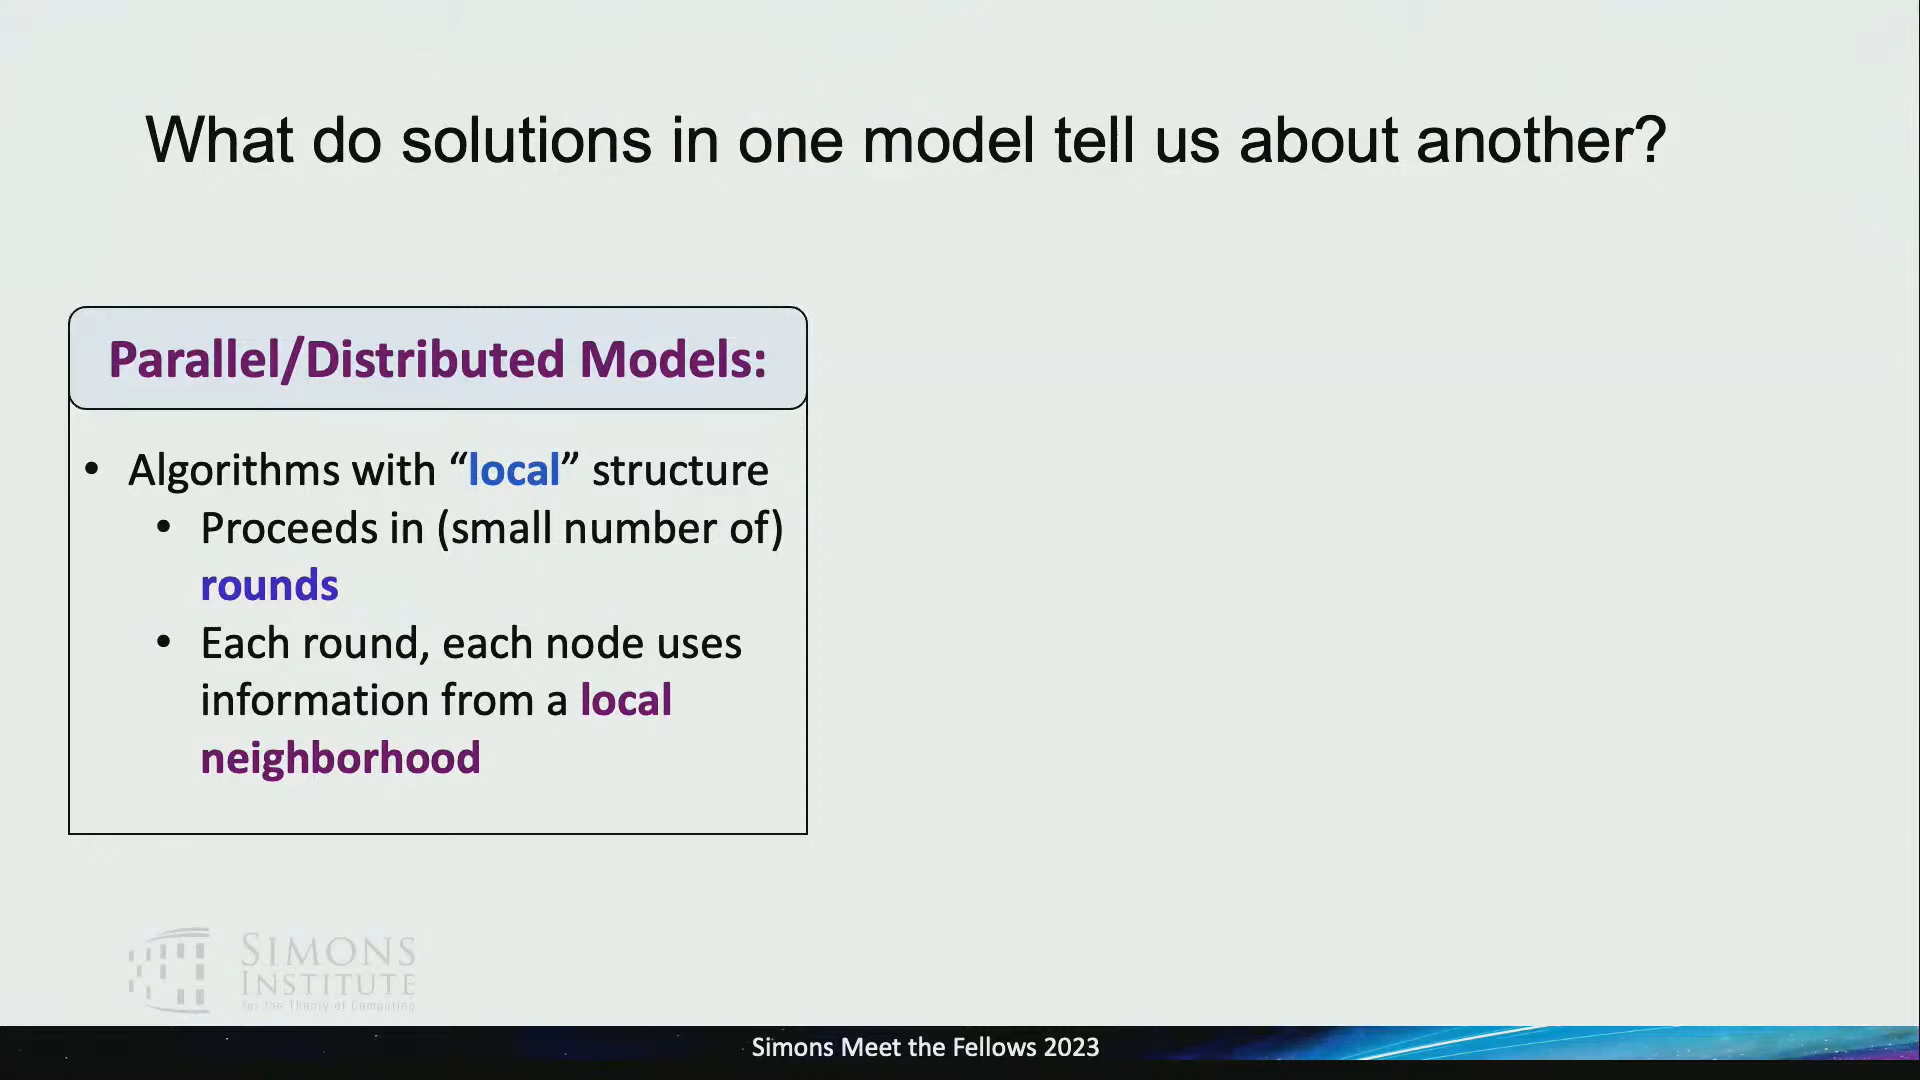 What do solutions in one model tell us about another?
Parallel/Distributed Models:
• Algorithms with “local” structure
• Proceeds in (small number of)
rounds
• Each round, each node uses
information from a local
neighborhood
SIMONS
INSTITUTE
for the Theory of Computing
Simons Meet the Fellows 2023